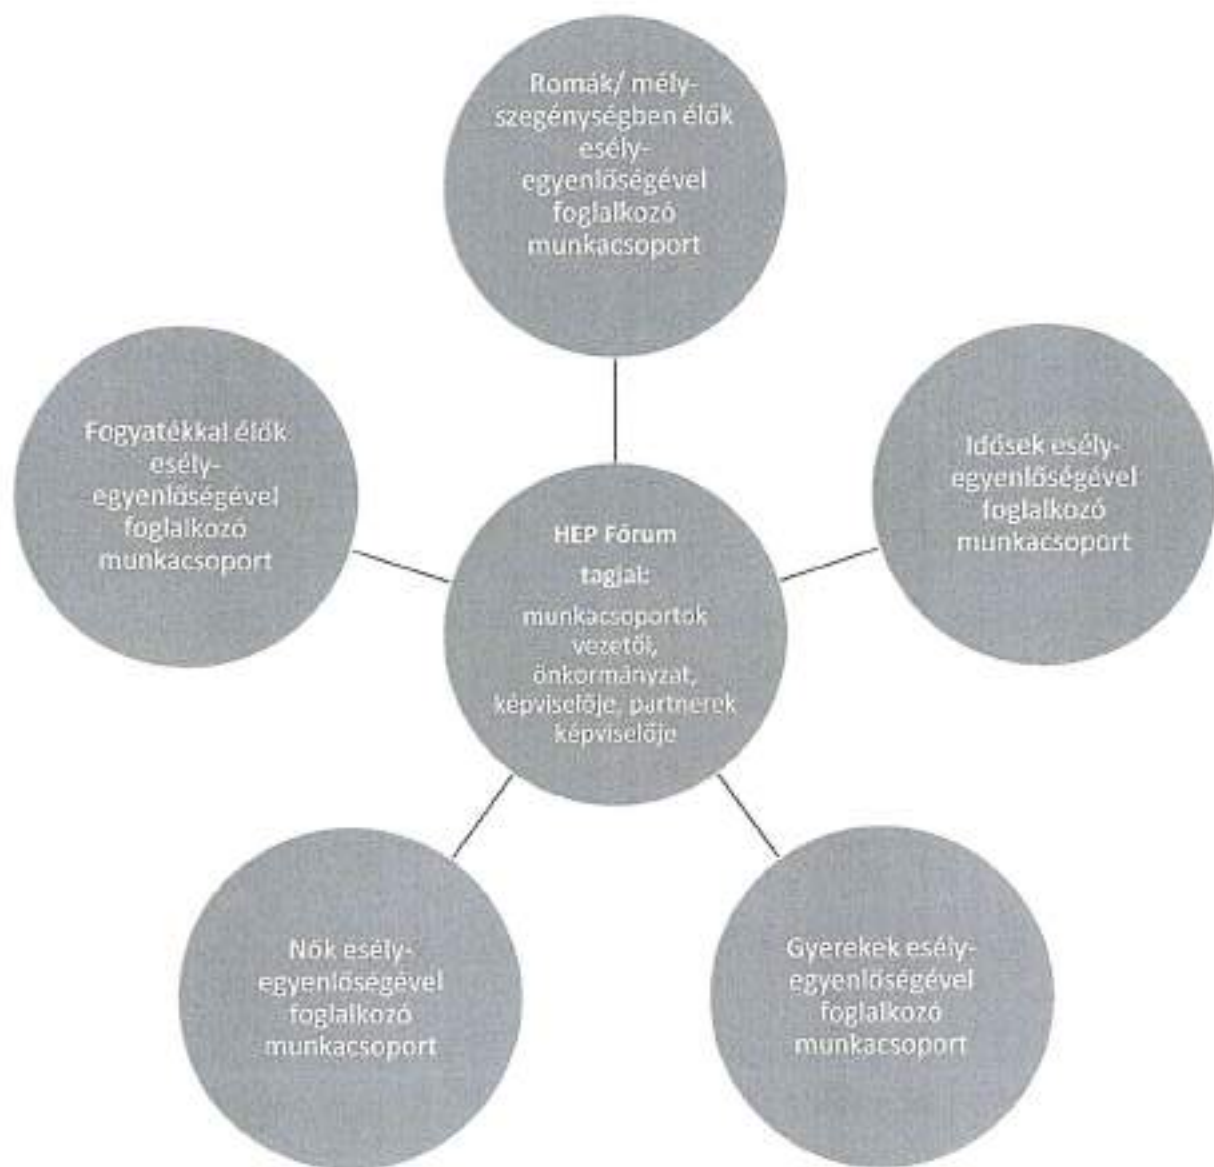 Romák/ mély-
szegénységben élők
esély-
egyenlőségével
foglalkozó
munkacsoport
Fogyatékkal élők
esély-
egyenlőségével
foglalkozó
munkacsoport
Idősek esély-
egyenlőségével
foglalkozó
munkacsoport
HEP Fórum
tagjai:
munkacsoportok
vezetői,
önkormányzat,
képviselője, partnerek
képviselője
Nők esély-
egyenlőségével
foglalkozó
munkacsoport
Gyerekek esély-
egyenlőségével
foglalkozó
munkacsoport